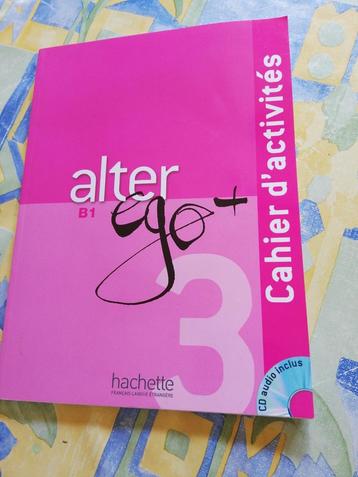 alter
ego+
B1
3
Cahier d'activités
hachette
FRANÇAIS LANGUE ÉTRANGÈRE
CD audio inclus